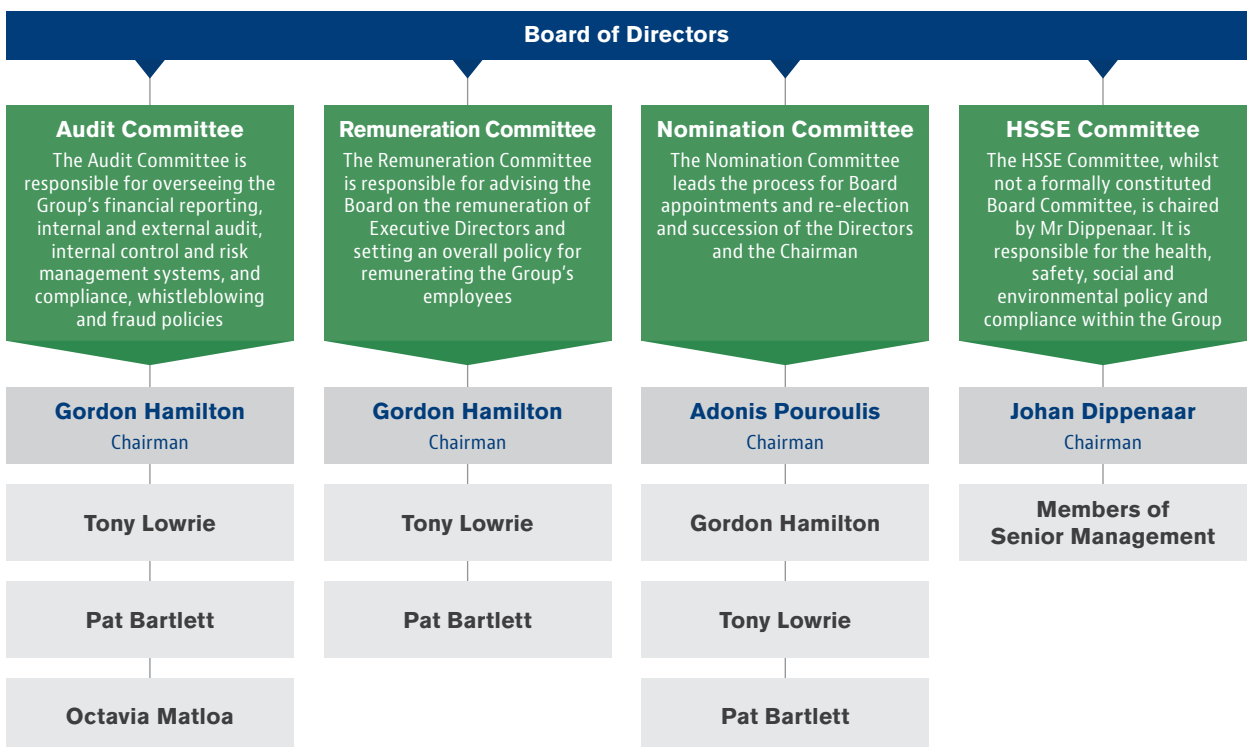 Board of Directors
Audit Committee
The Audit Committee is
responsible for overseeing the
Group's financial reporting,
internal and external audit,
internal control and risk
management systems, and
compliance, whistleblowing
and fraud policies
Gordon Hamilton
Chairman
Tony Lowrie
Pat Bartlett
Octavia Matloa
Remuneration Committee
The Remuneration Committee
is responsible for advising the
Board on the remuneration of
Executive Directors and
setting an overall policy for
remunerating the Group's
employees
Gordon Hamilton
Chairman
Tony Lowrie
Pat Bartlett
Nomination Committee
The Nomination Committee
leads the process for Board
appointments and re-election
and succession of the Directors
and the Chairman
Adonis Pouroulis
Chairman
Gordon Hamilton
Tony Lowrie
Pat Bartlett
HSSE Committee
The HSSE Committee, whilst
not a formally constituted
Board Committee, is chaired
by Mr Dippenaar. It is
responsible for the health,
safety, social and
environmental policy and
compliance within the Group
Johan Dippenaar
Chairman
Members of
Senior Management